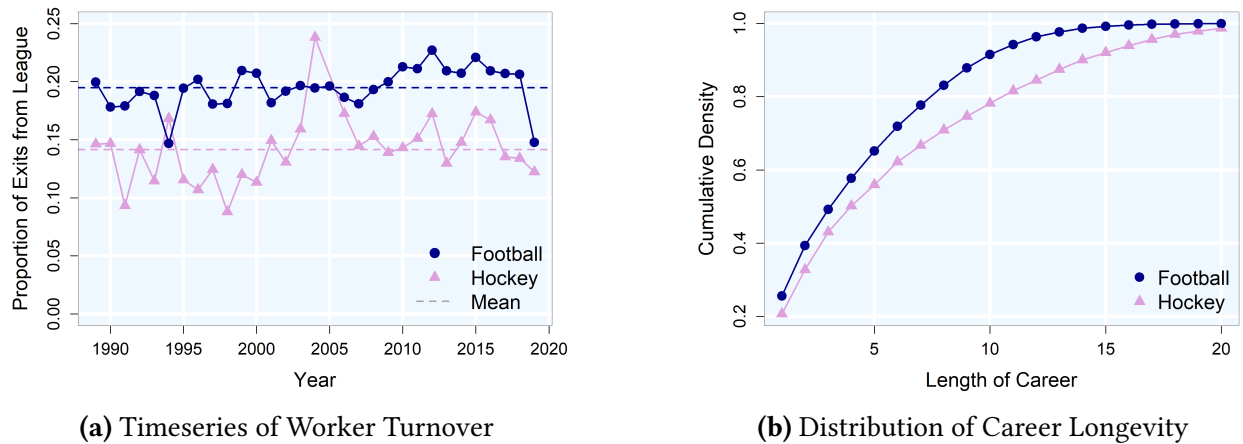 Proportion of Exits from League
0.25
0.20
0.15
0.10
0.05
0.00
Football
Hockey
Mean
1990 1995 2000 2005 2010 2015 2020
Year
(a) Timeseries of Worker Turnover
Cumulative Density
1.0
0.8
0.6
0.4
0.2
Football
Hockey
5 10 15 20
Length of Career
(b) Distribution of Career Longevity